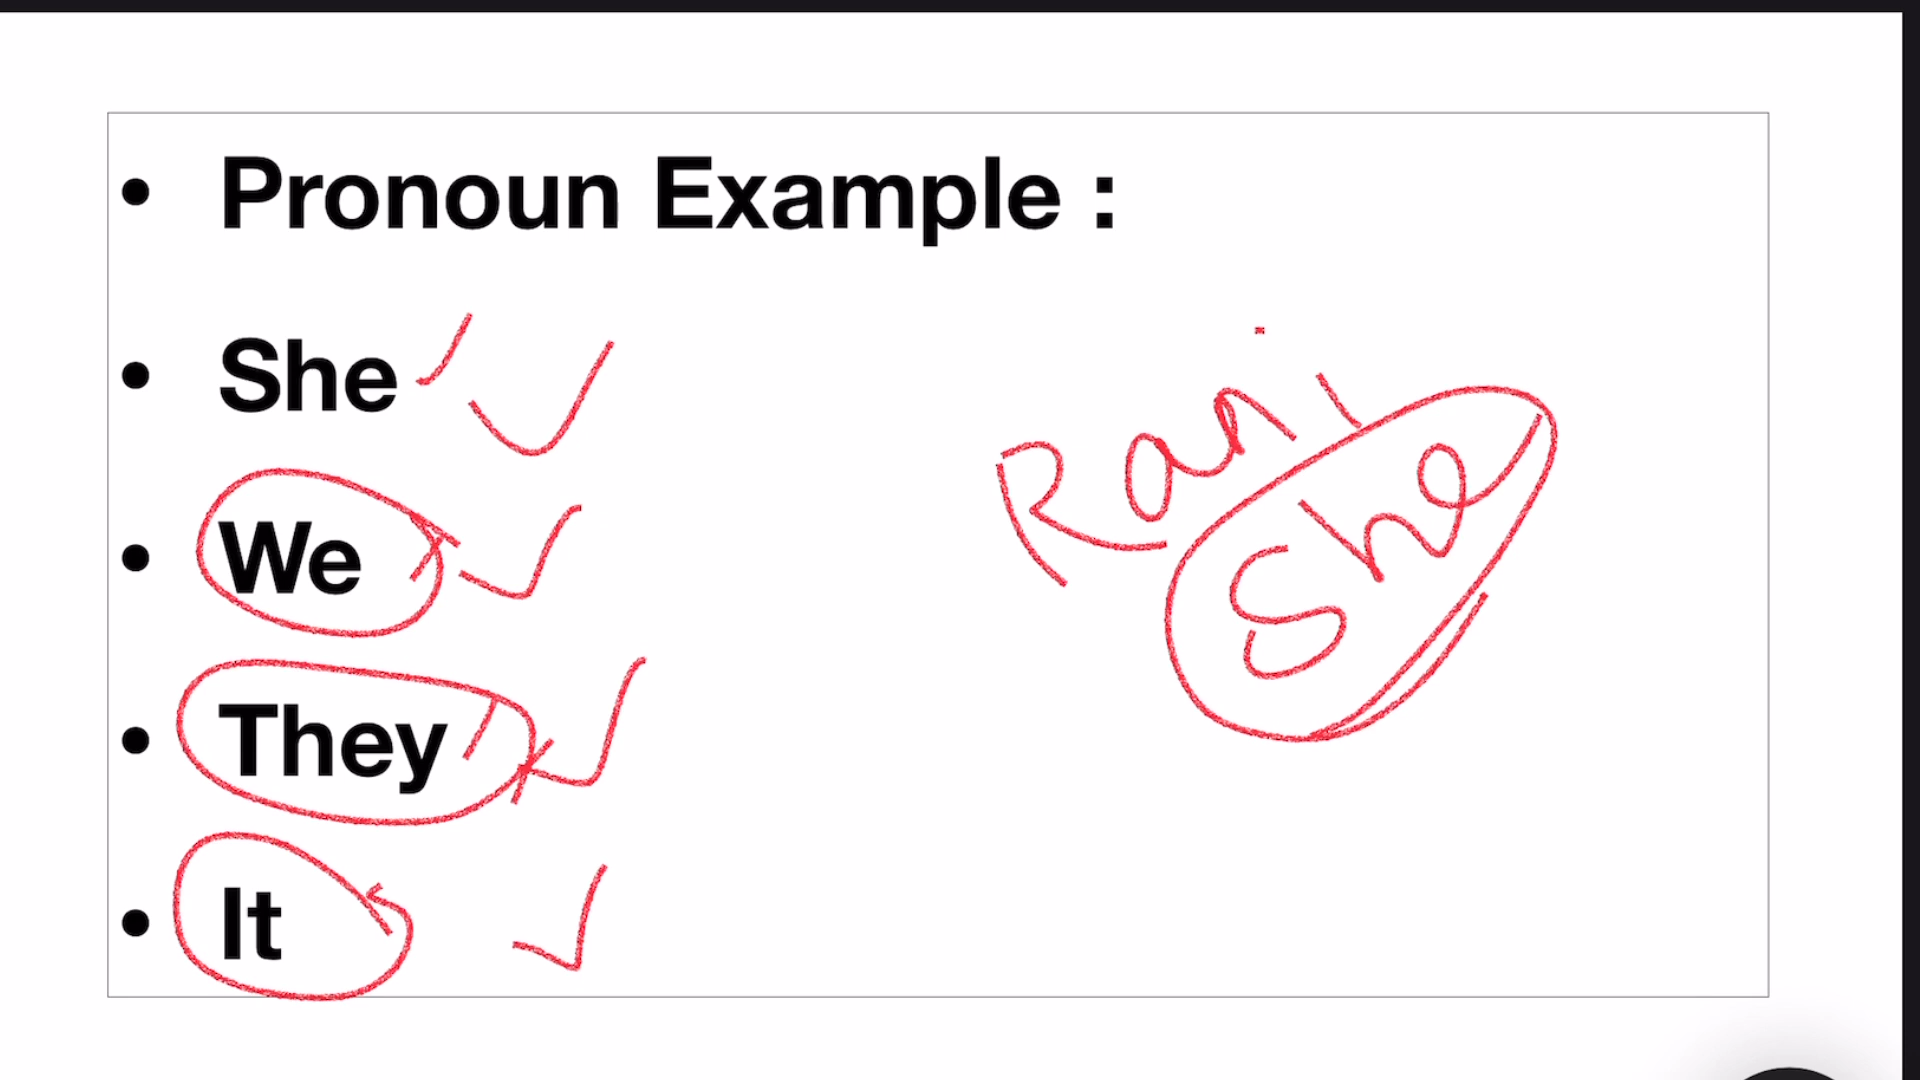 • Pronoun Example :
• She
• We
• They
• It
Rani
She